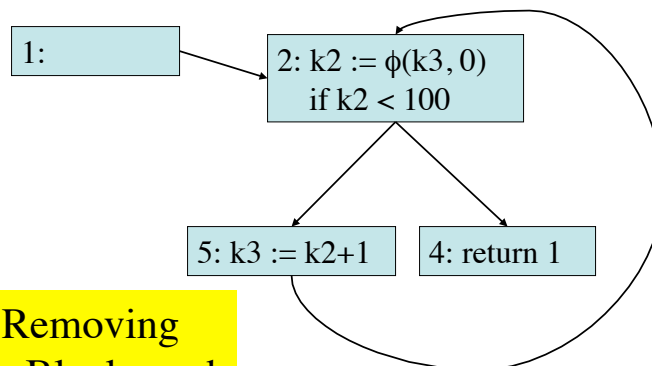 1:
2: k2 := ϕ(k3, 0)
if k2 < 100
5: k3 := k2+1
4: return 1
Removing